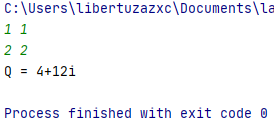 C:\Users\libertuzazxc\Documents\la
1 1
2 2
Q = 4+12i
Process finished with exit code 0